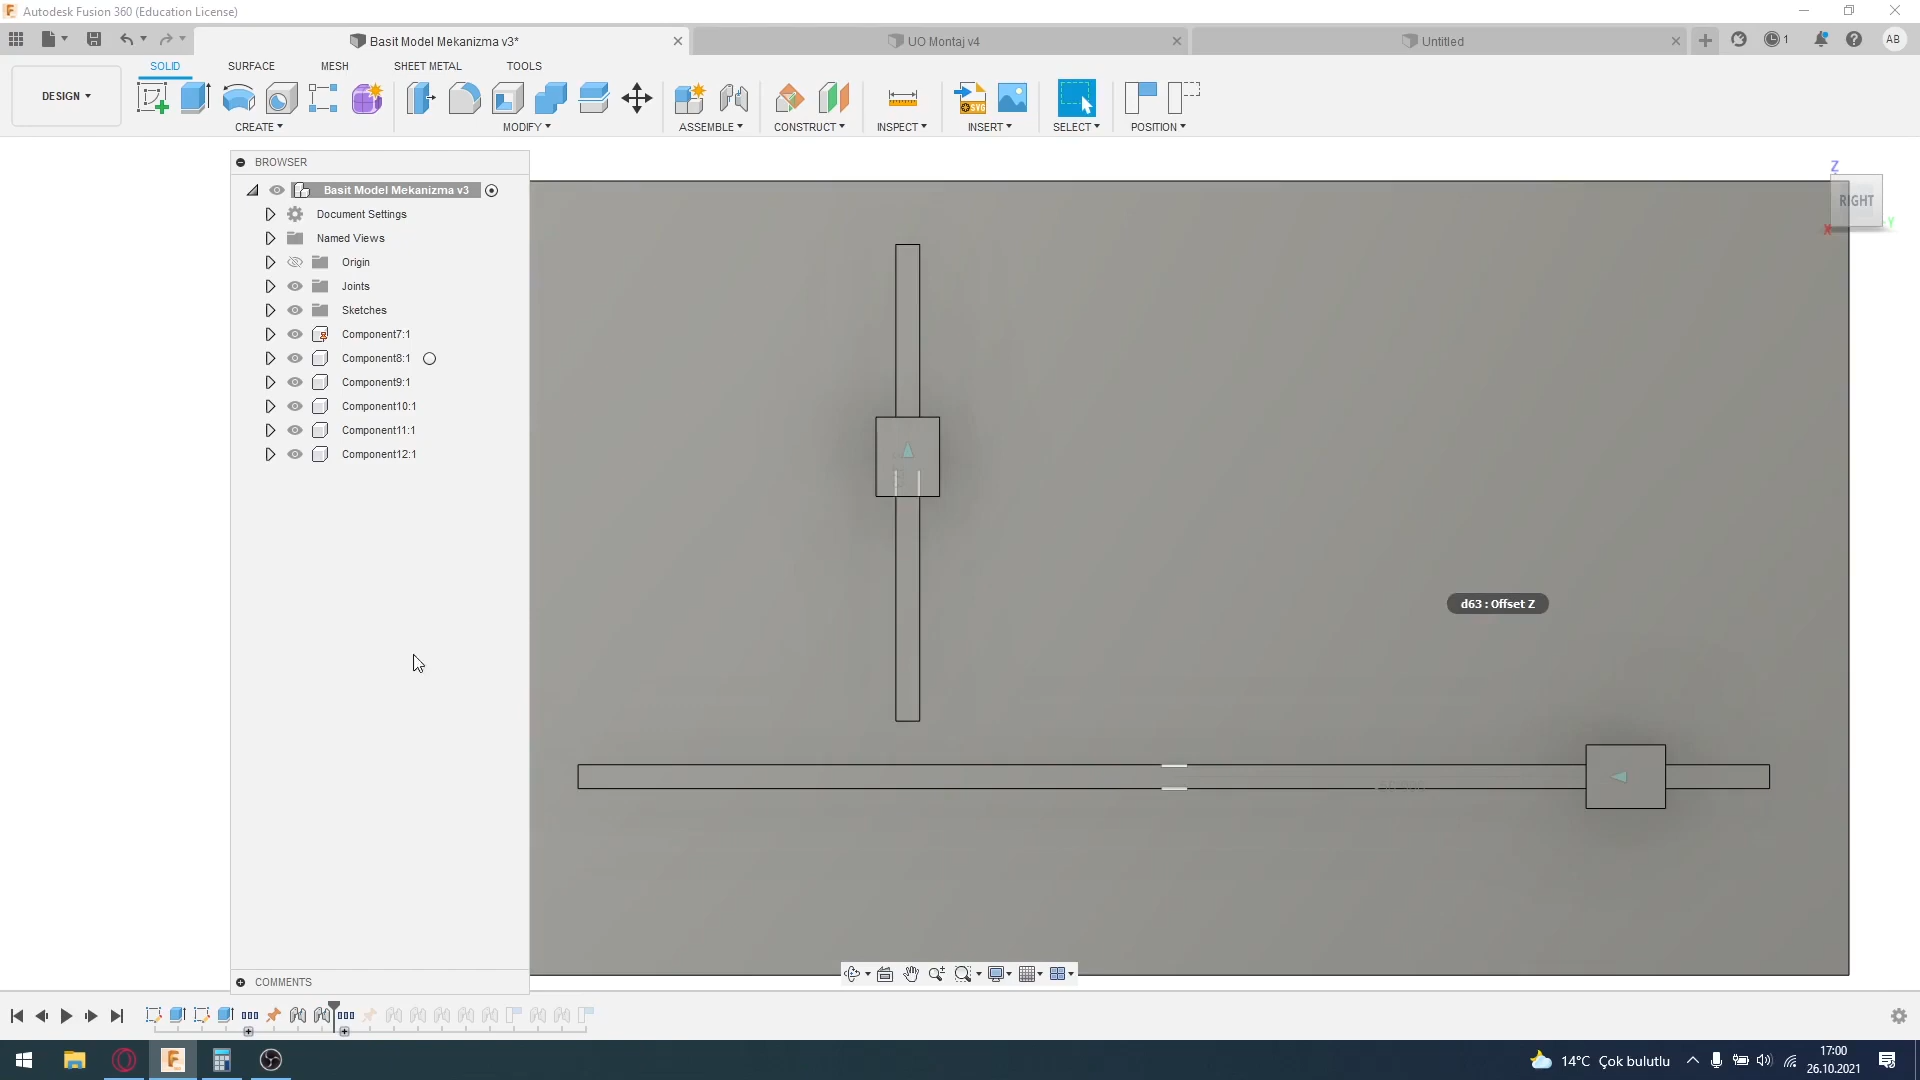 Autodesk Fusion 360 (Education License)
Basit Model Mekanizma v3*
UO Montaj v4
Untitled
1
AB
DESIGN
SOLID
SURFACE
MESH
SHEET METAL
TOOLS
CREATE
MODIFY
ASSEMBLE
CONSTRUCT
INSPECT
INSERT
SELECT
POSITION
SVG
BROWSER
Basit Model Mekanizma v3
Document Settings
Named Views
Origin
Joints
Sketches
Component7:1
Component8:1
Component9:1
Component10:1
Component11:1
Component12:1
Z
RIGHT
X
Y
d63 : Offset Z
COMMENTS
14°C Çok bulutlu
17:00
26.10.2021